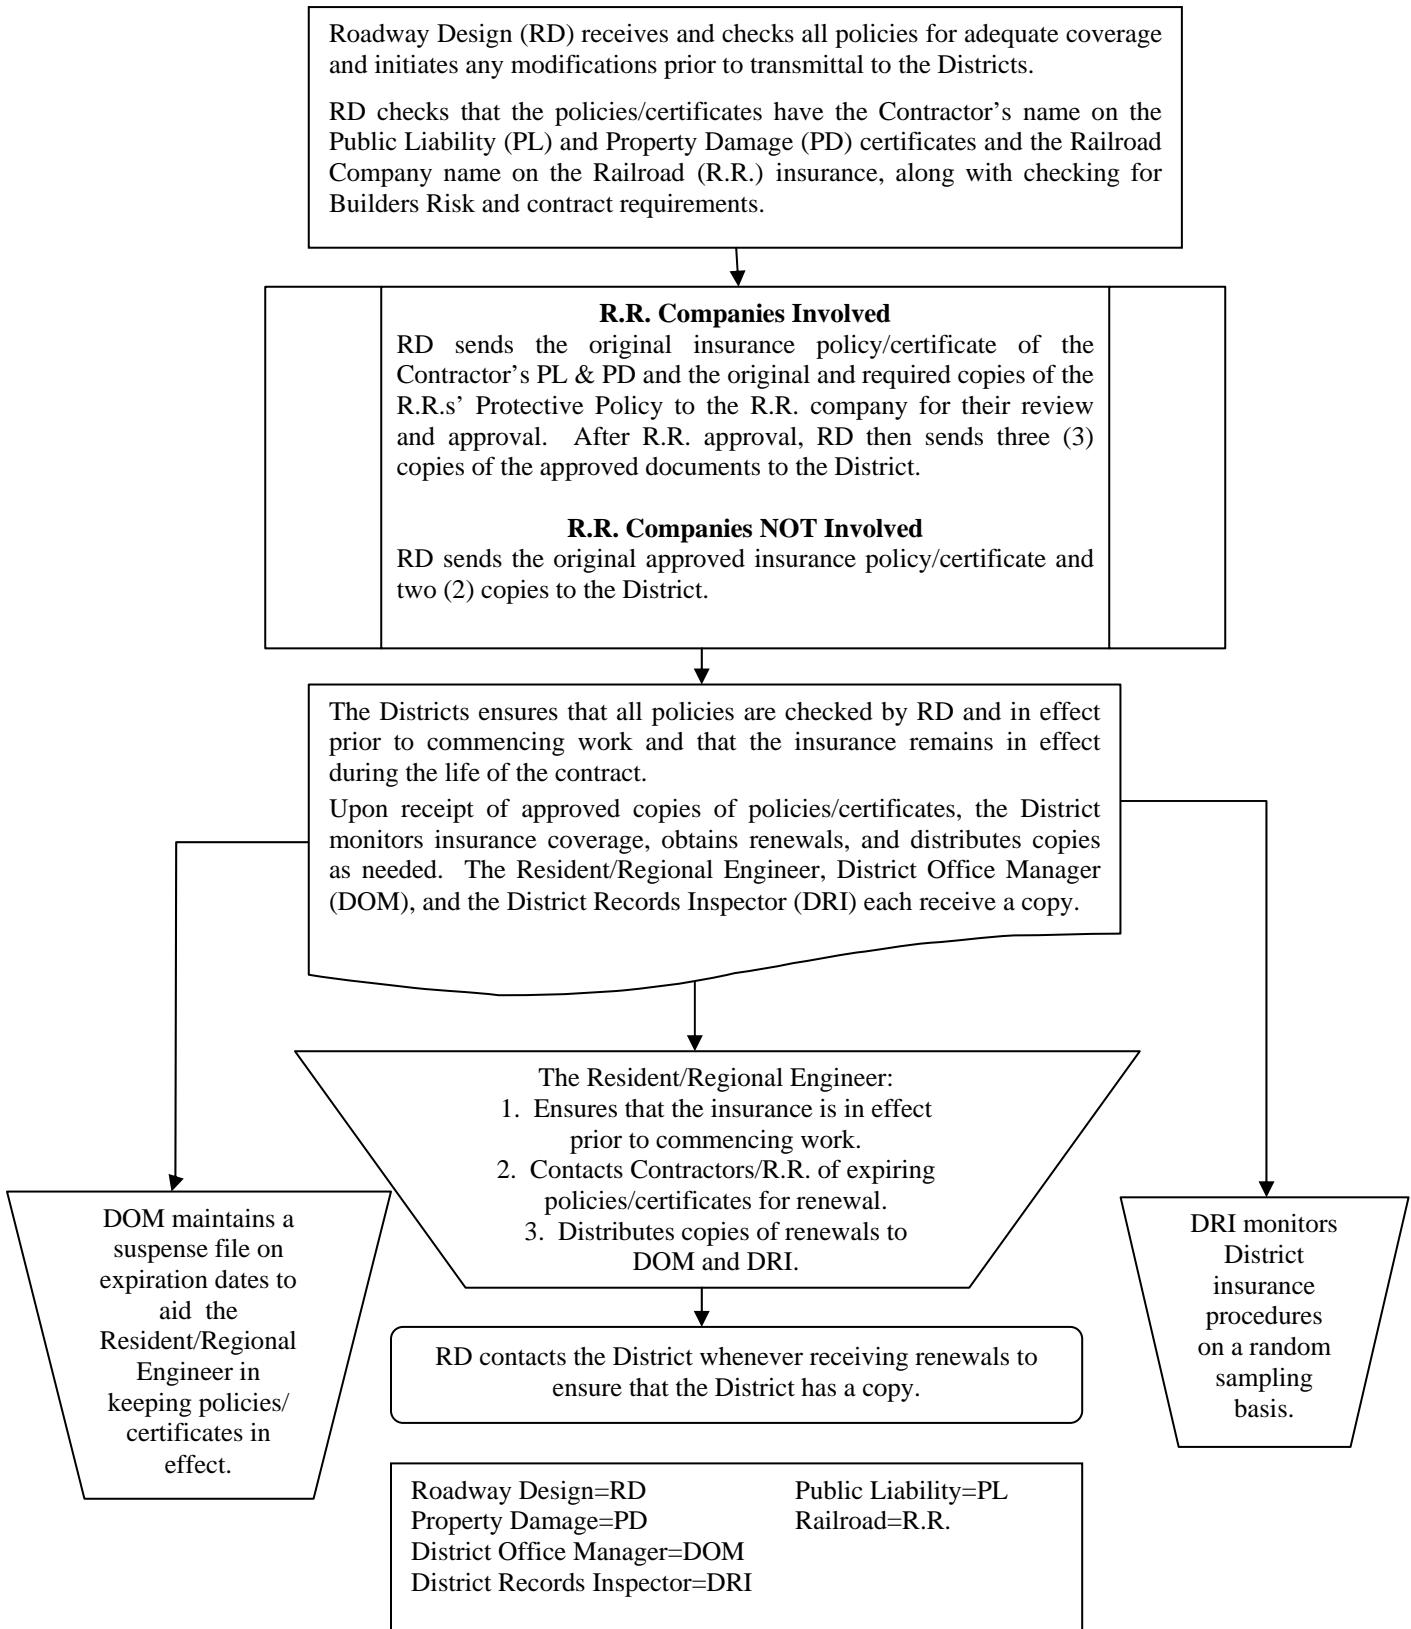 Roadway Design (RD) receives and checks all policies for adequate coverage
and initiates any modifications prior to transmittal to the Districts.
RD checks that the policies/certificates have the Contractor’s name on the
Public Liability (PL) and Property Damage (PD) certificates and the Railroad
Company name on the Railroad (R.R.) insurance, along with checking for
Builders Risk and contract requirements.
R.R. Companies Involved
RD sends the original insurance policy/certificate of the
Contractor’s PL & PD and the original and required copies of the
R.R.s’ Protective Policy to the R.R. company for their review
and approval. After R.R. approval, RD then sends three (3)
copies of the approved documents to the District.
R.R. Companies NOT Involved
RD sends the original approved insurance policy/certificate and
two (2) copies to the District.
The Districts ensures that all policies are checked by RD and in effect
prior to commencing work and that the insurance remains in effect
during the life of the contract.
Upon receipt of approved copies of policies/certificates, the District
monitors insurance coverage, obtains renewals, and distributes copies
as needed. The Resident/Regional Engineer, District Office Manager
(DOM), and the District Records Inspector (DRI) each receive a copy.
The Resident/Regional Engineer:
1. Ensures that the insurance is in effect
prior to commencing work.
2. Contacts Contractors/R.R. of expiring
policies/certificates for renewal.
3. Distributes copies of renewals to
DOM and DRI.
DOM maintains a
suspense file on
expiration dates to
aid the
Resident/Regional
Engineer in
keeping policies/
certificates in
effect.
DRI monitors
District
insurance
procedures
on a random
sampling
basis.
RD contacts the District whenever receiving renewals to
ensure that the District has a copy.
Roadway Design=RD Public Liability=PL
Property Damage=PD Railroad=R.R.
District Office Manager=DOM
District Records Inspector=DRI